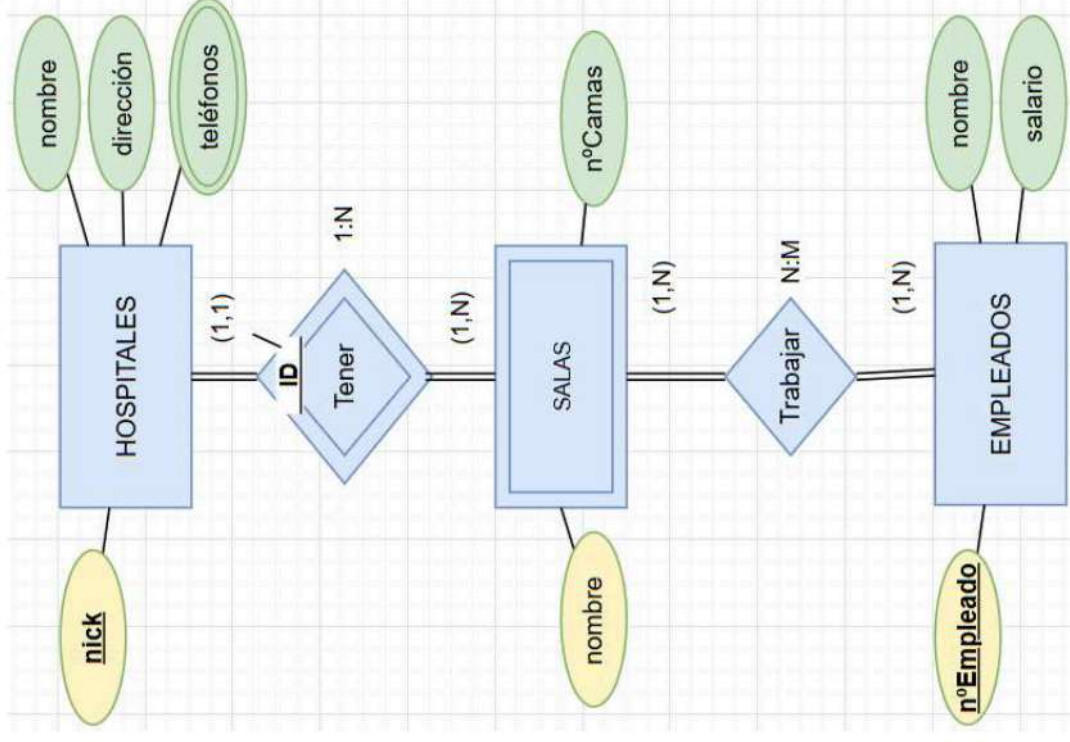 nombre
dirección
teléfonos
HOSPITALES
nick
(1,1)
ID
Tener
1:N
(1,N)
nºCamas
SALAS
nombre
(1,N)
Trabajar
N:M
(1,N)
nombre
salario
EMPLEADOS
nºEmpleado